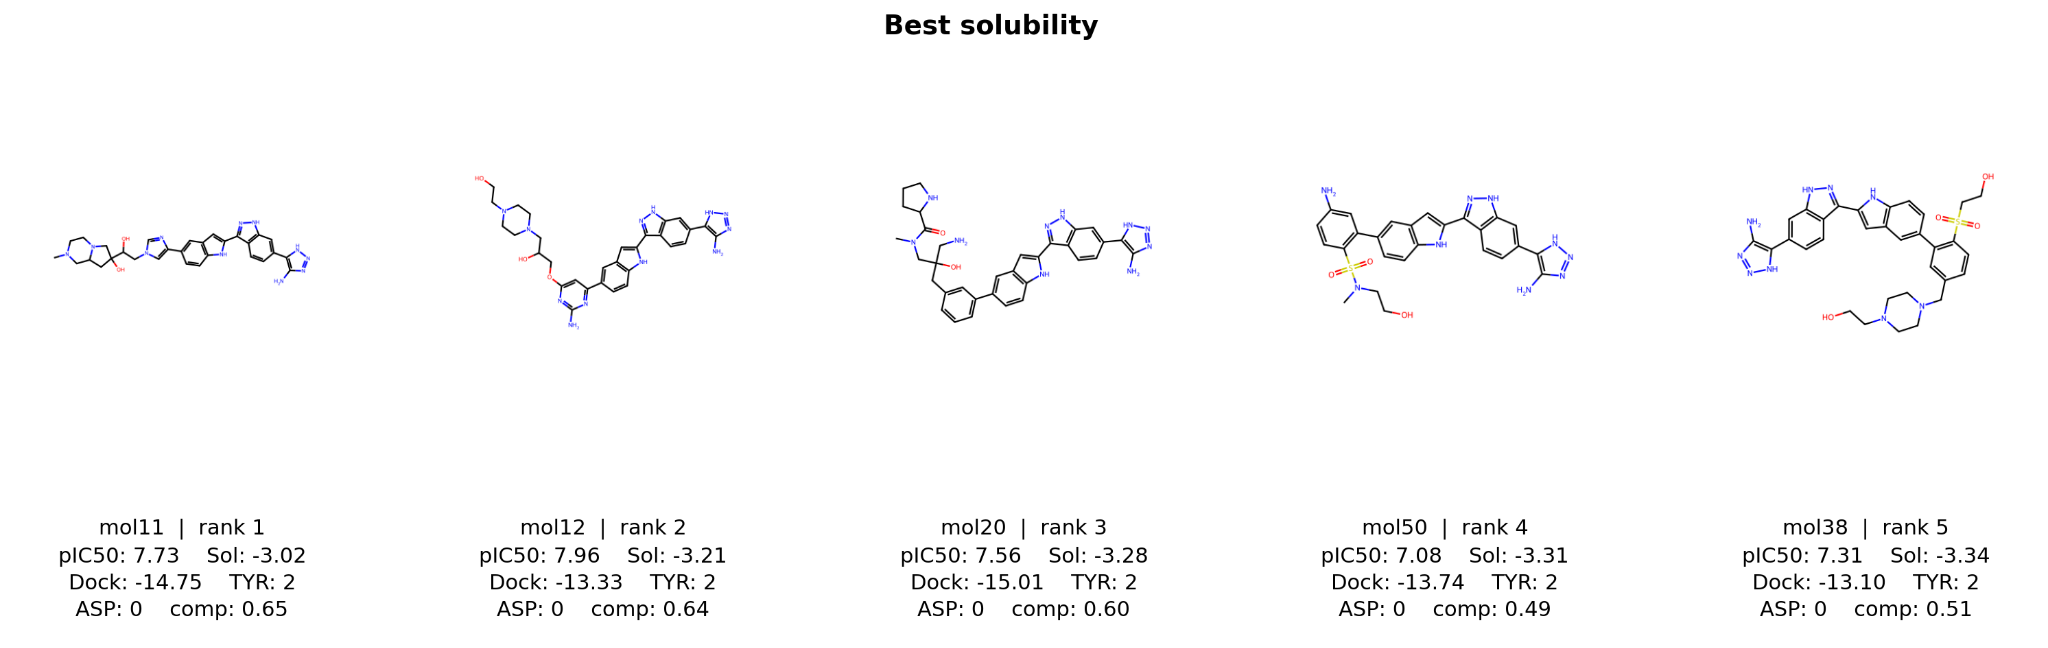 Best solubility
mol11 | rank 1
pIC50: 7.73 Sol: -3.02
Dock: -14.75 TYR: 2
ASP: 0 comp: 0.65
mol12 | rank 2
pIC50: 7.96 Sol: -3.21
Dock: -13.33 TYR: 2
ASP: 0 comp: 0.64
mol20 | rank 3
pIC50: 7.56 Sol: -3.28
Dock: -15.01 TYR: 2
ASP: 0 comp: 0.60
mol50 | rank 4
pIC50: 7.08 Sol: -3.31
Dock: -13.74 TYR: 2
ASP: 0 comp: 0.49
mol38 | rank 5
pIC50: 7.31 Sol: -3.34
Dock: -13.10 TYR: 2
ASP: 0 comp: 0.51